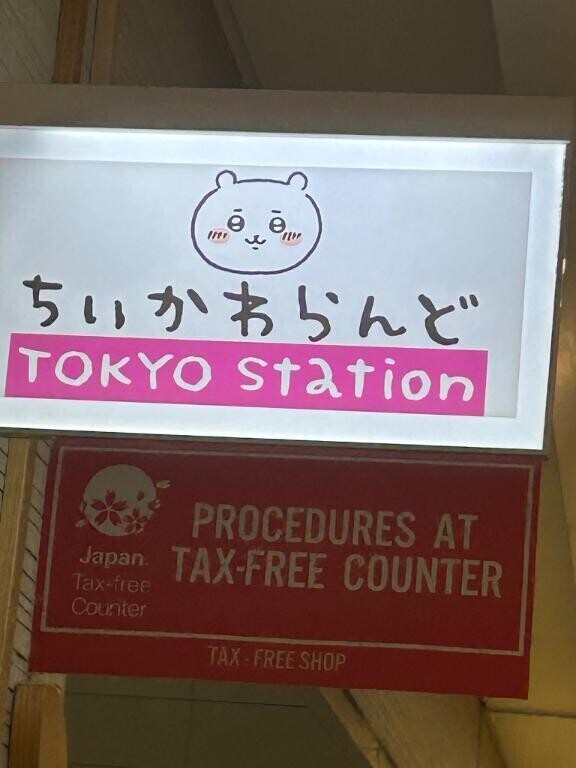 ちいかわらんど
TOKYO Station
PROCEDURES AT
TAX-FREE COUNTER
Japan.
Tax-free
Counter
TAX-FREE SHOP